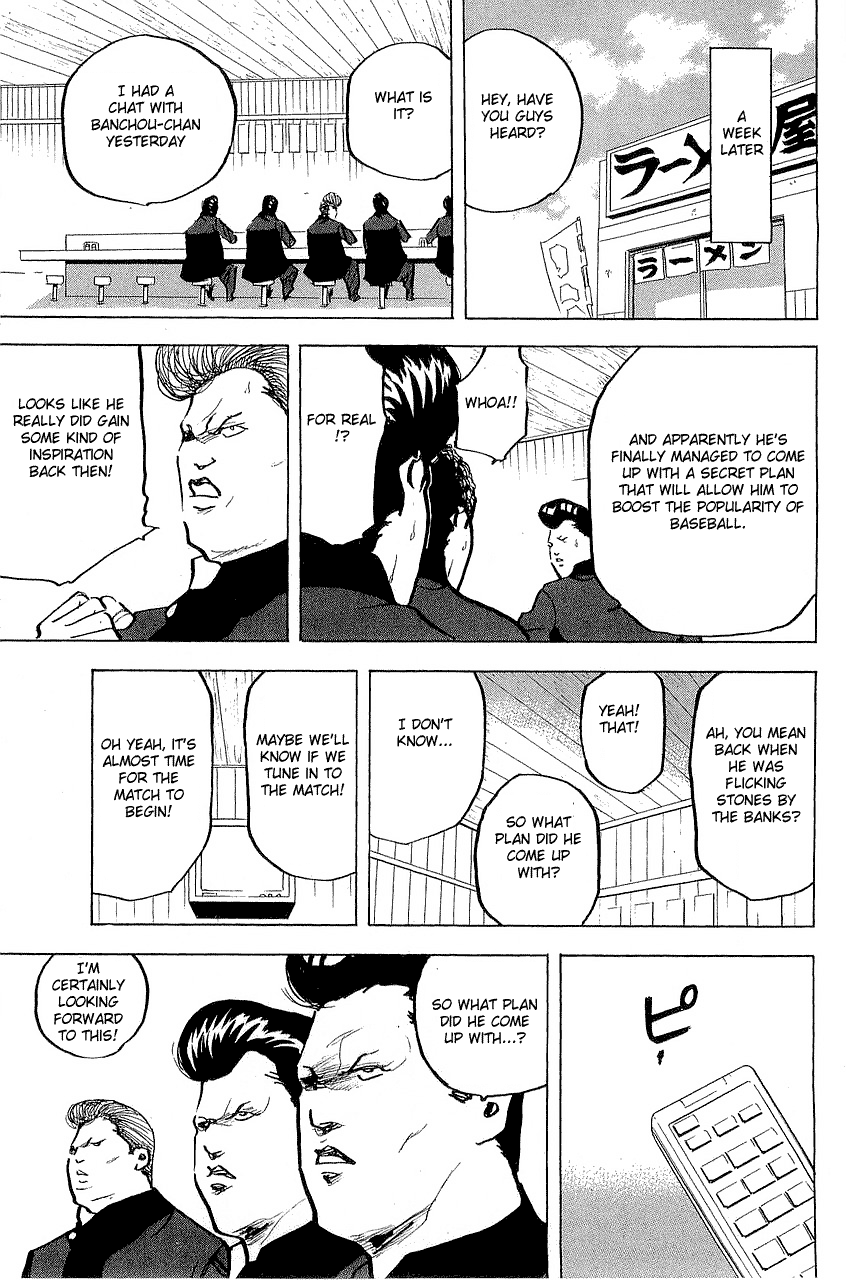 HEY, HAVE
YOU GUYS
HEARD?
A
WEEK
LATER
ラーメン屋
ラーメン
WHAT IS
IT?
I HAD A
CHAT WITH
BANCHOU-CHAN
YESTERDAY
AND APPARENTLY HE'S
FINALLY MANAGED TO COME
UP WITH A SECRET PLAN
THAT WILL ALLOW HIM TO
BOOST THE POPULARITY OF
BASEBALL.
WHOA!!
FOR REAL
!?
LOOKS LIKE HE
REALLY DID GAIN
SOME KIND OF
INSPIRATION
BACK THEN!
AH, YOU MEAN
BACK WHEN
HE WAS
FLICKING
STONES BY
THE BANKS?
YEAH!
THAT!
SO WHAT
PLAN DID HE
COME UP
WITH?
I DON'T
KNOW...
MAYBE WE'LL
KNOW IF WE
TUNE IN TO
THE MATCH!
OH YEAH, IT'S
ALMOST TIME
FOR THE
MATCH TO
BEGIN!
ピ
SO WHAT PLAN
DID HE COME
UP WITH...?
I'M
CERTAINLY
LOOKING
FORWARD
TO THIS!